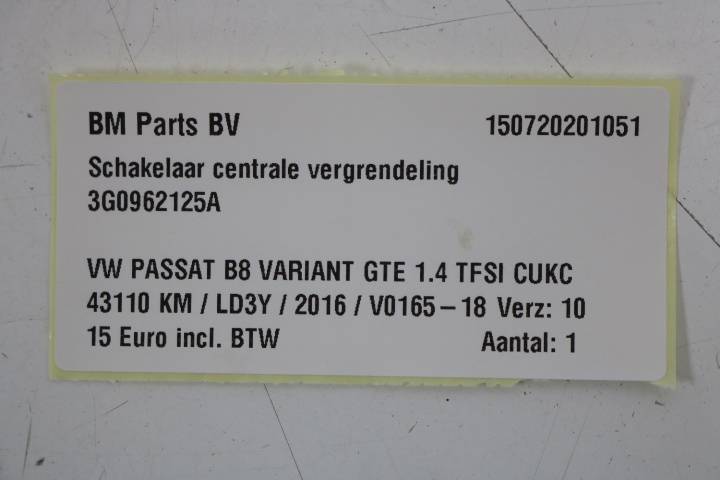 BM Parts BV 150720201051
Schakelaar centrale vergrendeling
3G0962125A
VW PASSAT B8 VARIANT GTE 1.4 TFSI CUKC
43110 KM / LD3Y / 2016 / V0165-18 Verz: 10
15 Euro incl. BTW Aantal: 1